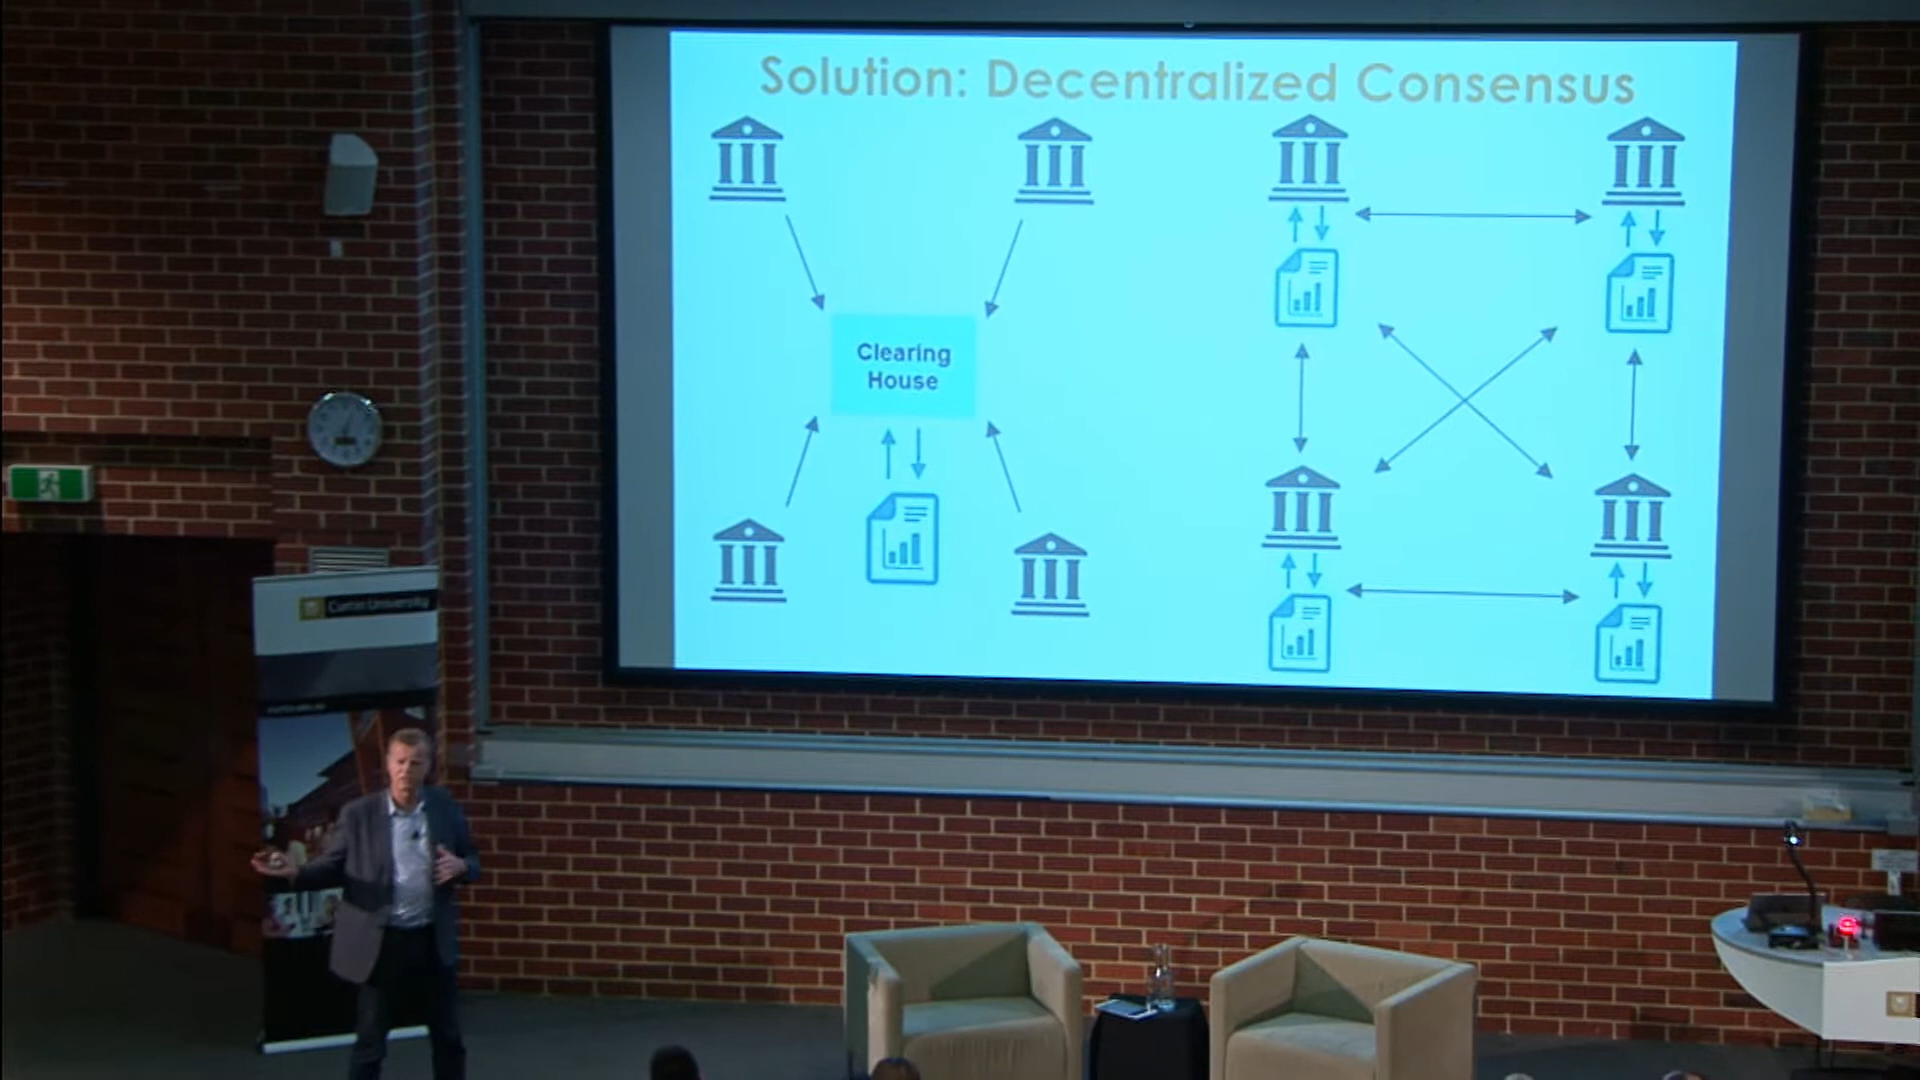 Solution: Decentralized Consensus
Clearing
House
Curtin University